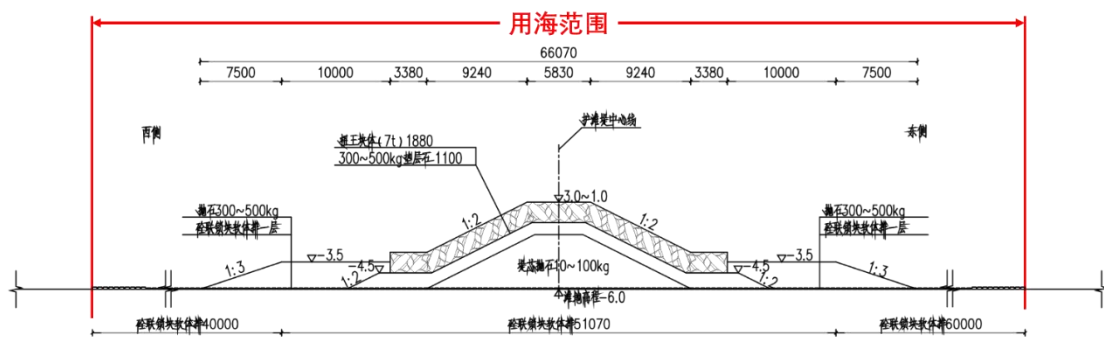 用海范围
66070
7500 10000 3380 9240 5830 9240 3380 10000 7500
护滩堤中心线
西侧
东侧
扭王块体(7t)1880
300~500kg垫层石1100
3.0~1.0
抛石300~500kg
砼联锁块软体排一层
1:2
1:2
抛石300~500kg
砼联锁块软体排一层
-3.5
-3.5
-4.5
-4.5
1:3
1:2
堤芯抛石10~100kg
1:2
1:3
滩地高程-6.0
砼联锁块软体排40000
砼联锁块软体排51070
砼联锁块软体排60000